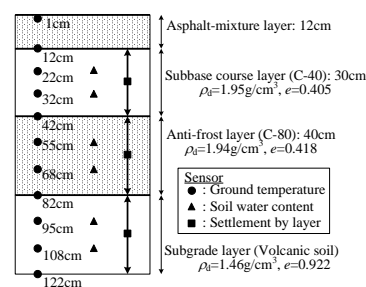 1cm
Asphalt-mixture layer: 12cm
12cm
22cm
Subbase course layer (C-40): 30cm
32cm
ρd=1.95g/cm³, e=0.405
42cm
55cm
Anti-frost layer (C-80): 40cm
ρd=1.94g/cm³, e=0.418
68cm
Sensor
● : Ground temperature
▲ : Soil water content
■ : Settlement by layer
82cm
95cm
108cm
Subgrade layer (Volcanic soil)
ρd=1.46g/cm³, e=0.922
122cm